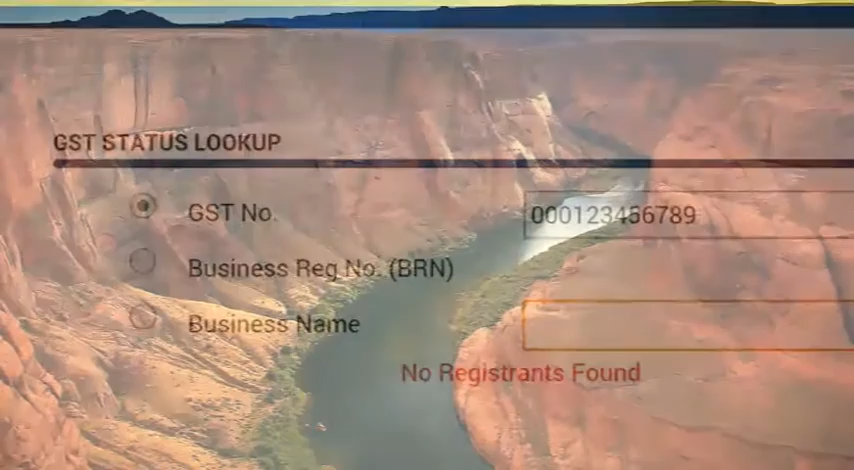 GST STATUS LOOKUP
GST No. 000123456789
Business Reg No. (BRN)
Business Name
No Registrants Found